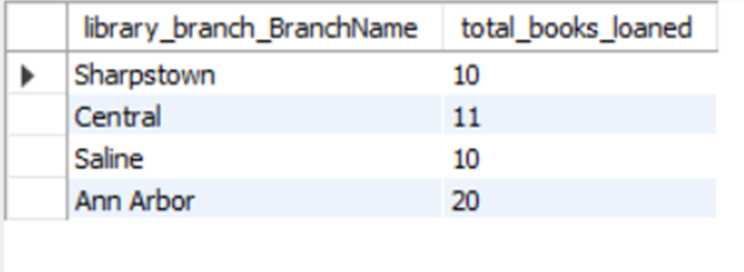 library_branch_BranchName total_books_loaned
Sharpstown 10
Central 11
Saline 10
Ann Arbor 20